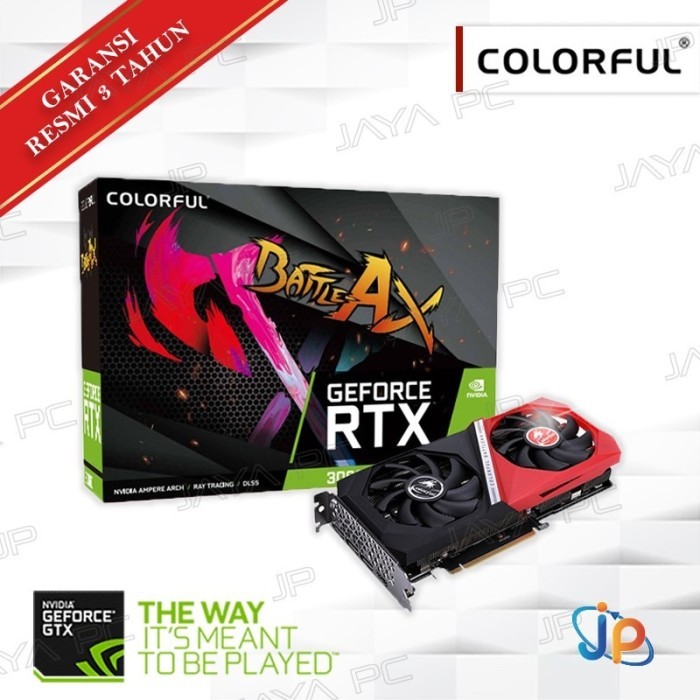 GARANSI
RESMI 3 TAHUN
COLORFUL®
JAYA PC
COLORFUL®
BATTLE AX
GEFORCE
RTX
NVIDIA
GEFORCE
RTX
NVIDIA AMPERE ARCH / RAY TRACING / DLSS
NVIDIA
GEFORCE®
GTX
THE WAY
IT'S MEANT
TO BE PLAYED™
JP